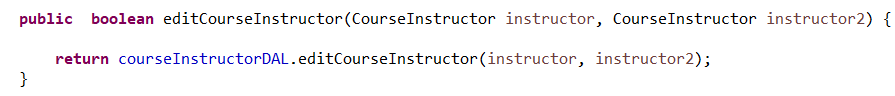 public  boolean editCourseInstructor(CourseInstructor instructor, CourseInstructor instructor2) {
    return courseInstructorDAL.editCourseInstructor(instructor, instructor2);
}